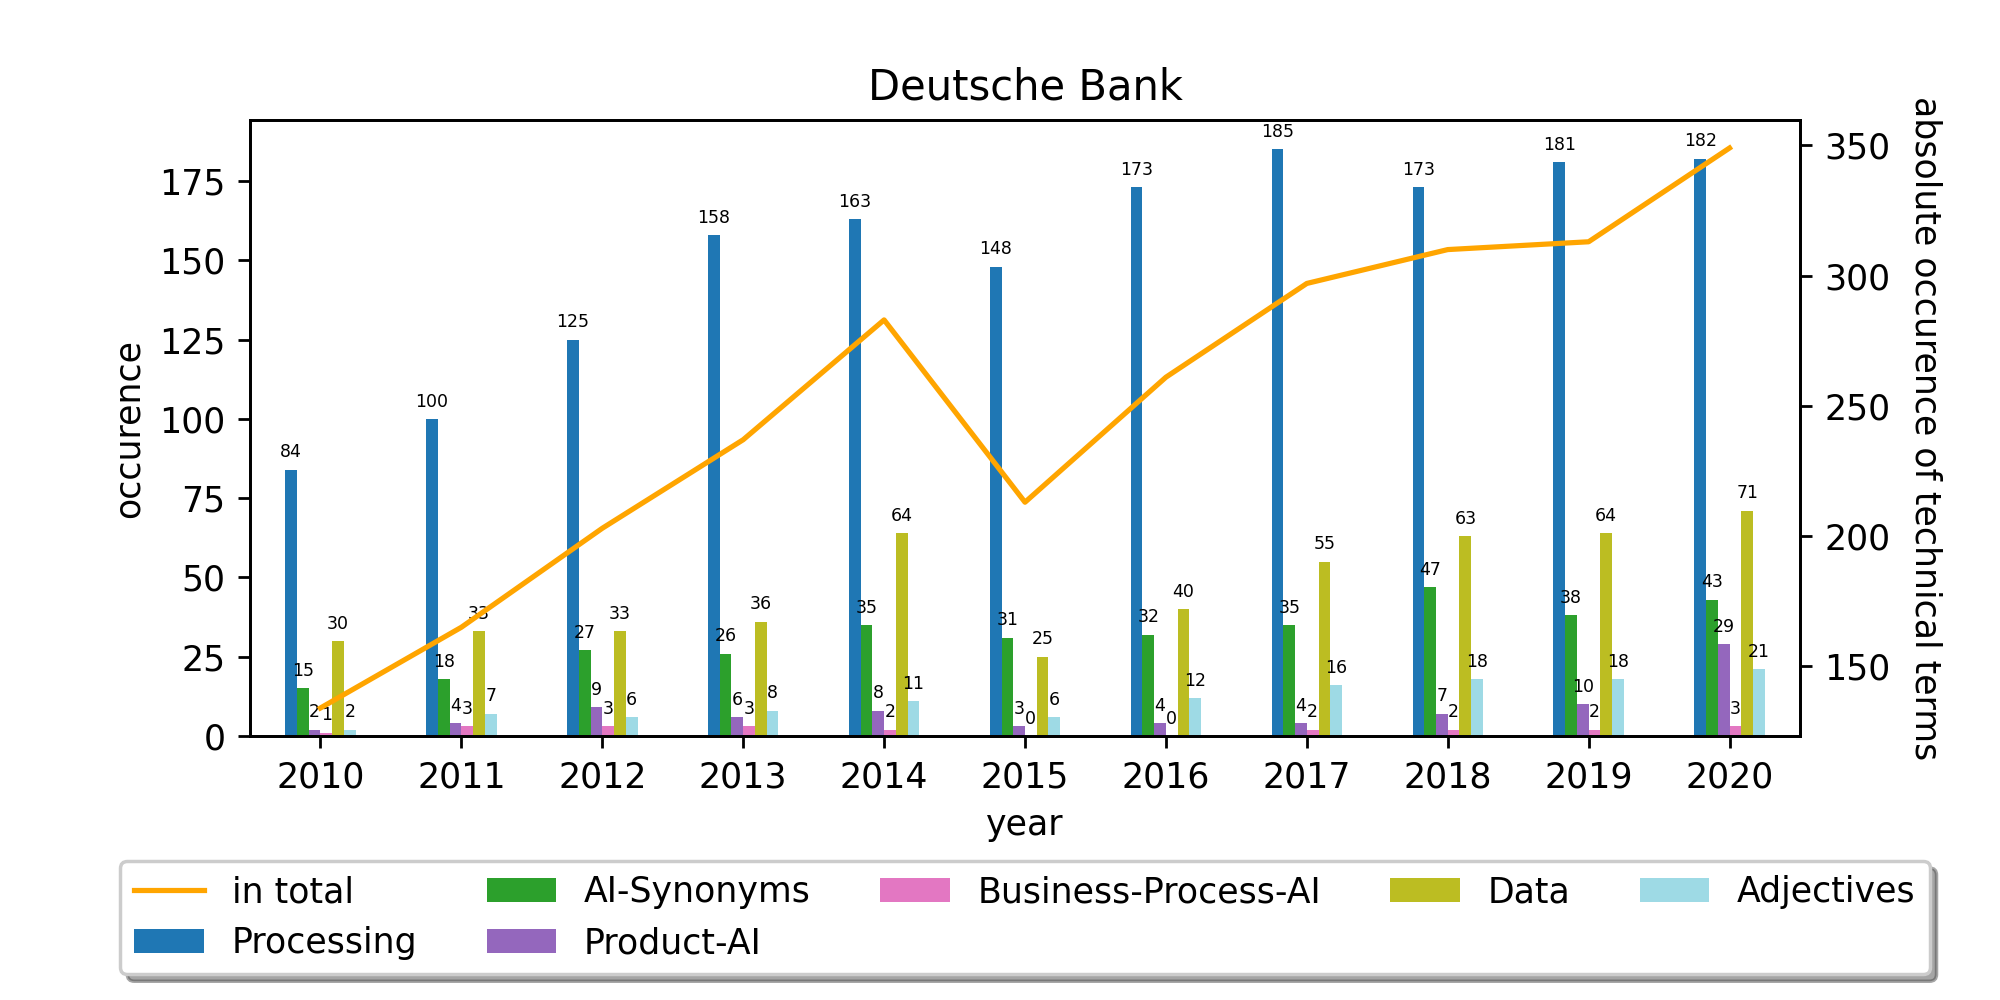 Deutsche Bank
occurrence
175
150
125
100
75
50
25
0
84 15 2 1 30 2
100 18 4 3 33 7
125 27 9 3 33 6
158 26 6 3 36 8
163 35 8 2 64 11
148 31 3 0 25 6
173 32 4 0 40 12
185 35 4 2 55 16
173 47 7 2 63 18
181 38 10 2 64 18
182 43 29 3 71 21
350
300
250
200
150
absolute occurence of technical terms
2010 2011 2012 2013 2014 2015 2016 2017 2018 2019 2020
year
in total AI-Synonyms Business-Process-AI Data Adjectives
Processing Product-AI